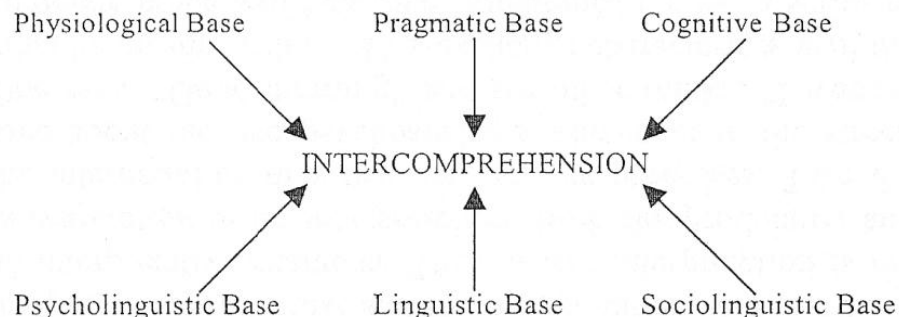 Physiological Base Pragmatic Base Cognitive Base
INTERCOMPREHENSION
Psycholinguistic Base Linguistic Base Sociolinguistic Base